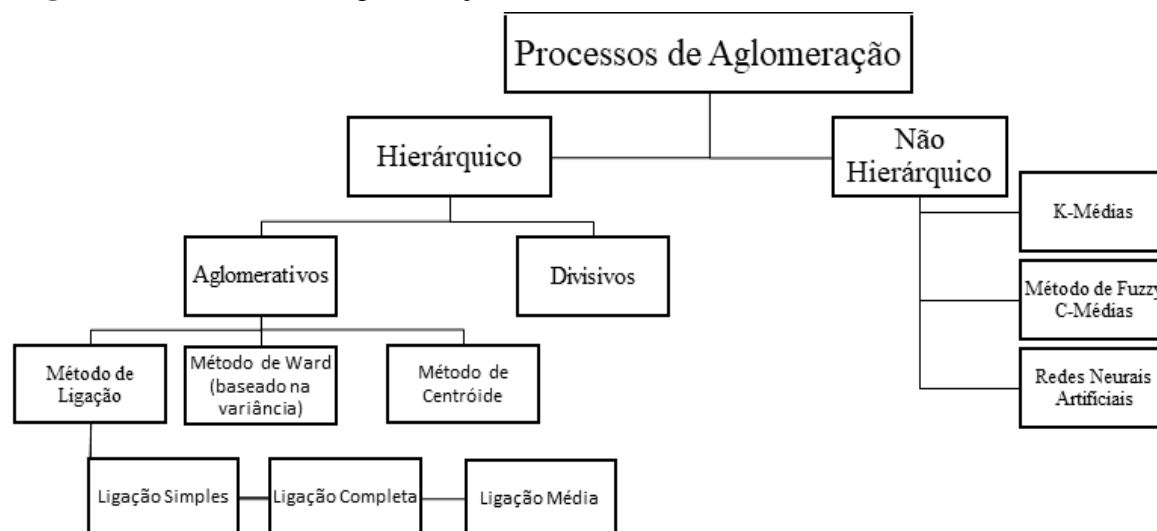 Processos de Aglomeração
Hierárquico
Não
Hierárquico
K-Médias
Aglomerativos
Divisivos
Método de Fuzzy
C-Médias
Método de
Ligação
Método de Ward
(baseado na
variância)
Método de
Centróide
Redes Neurais
Artificiais
Ligação Simples
Ligação Completa
Ligação Média